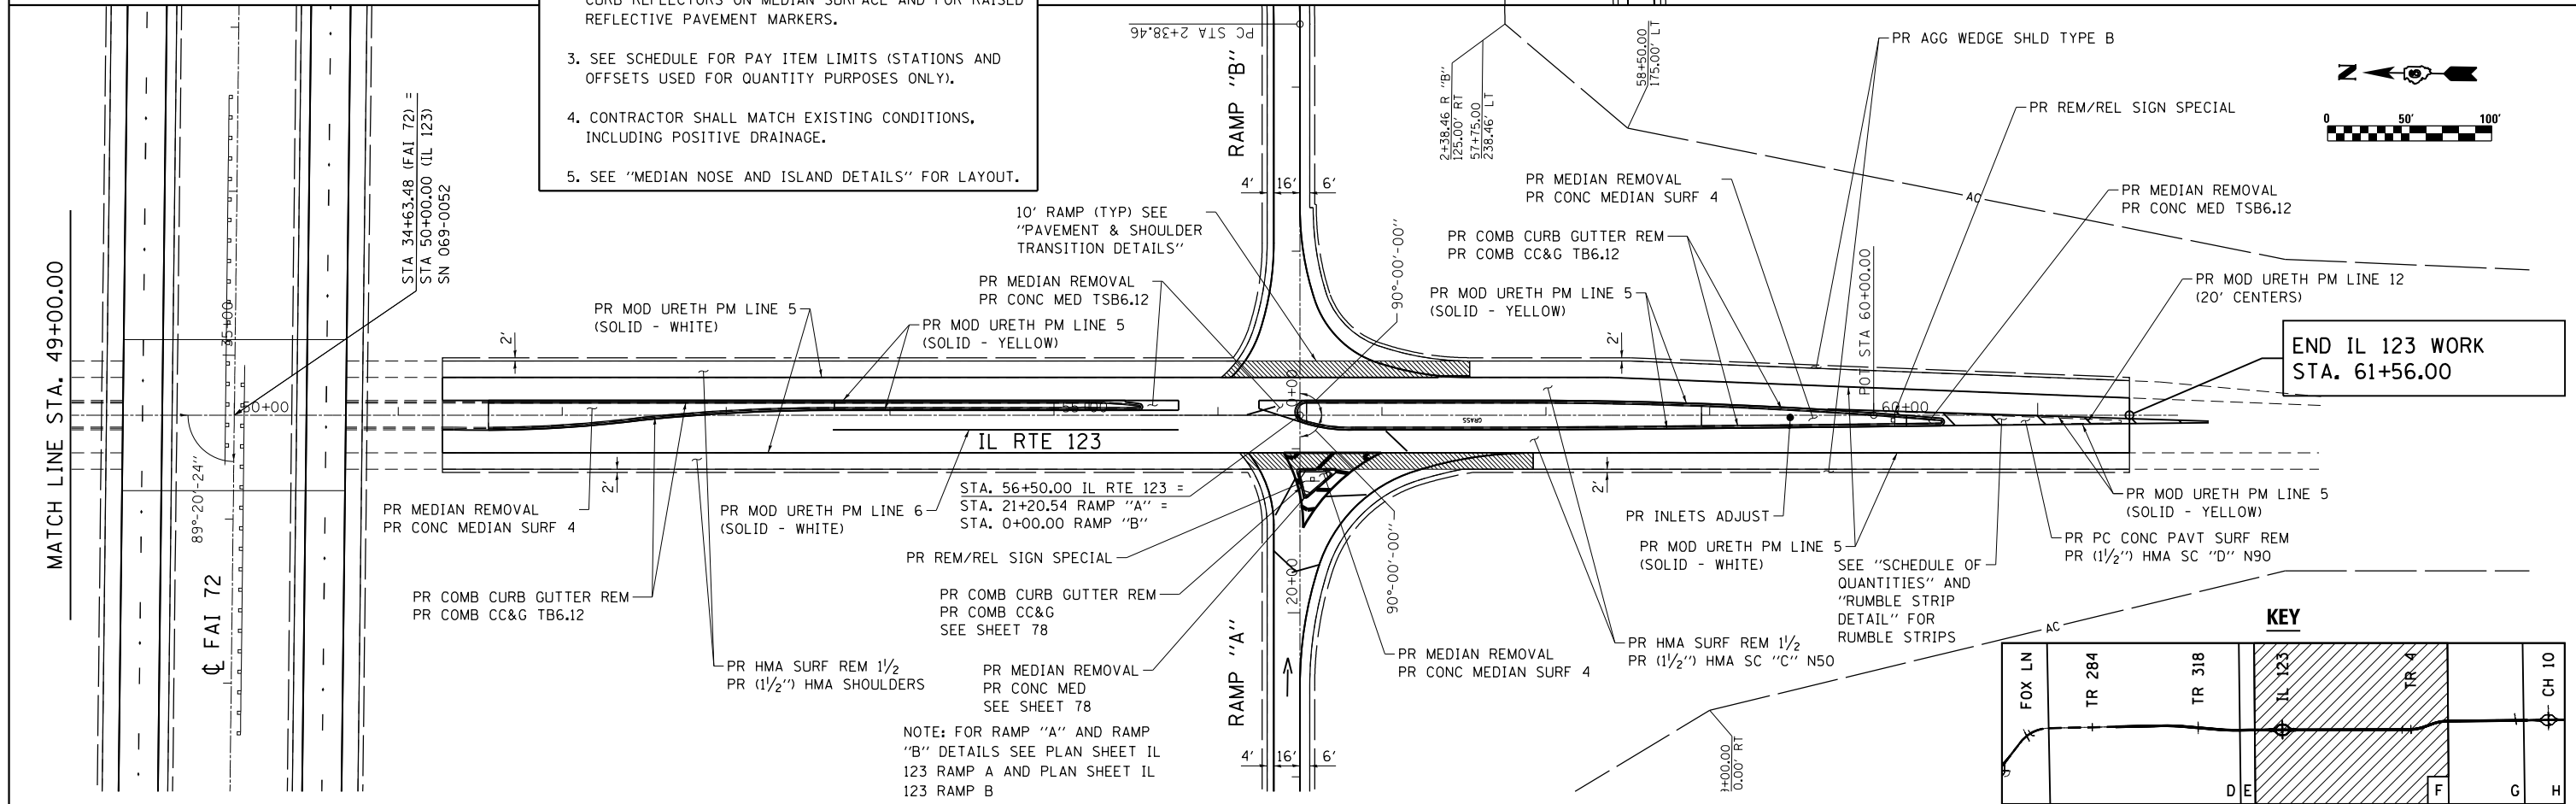 CURB REFLECTORS ON MEDIAN SURFACE AND FOR RAISED
REFLECTIVE PAVEMENT MARKERS.
3. SEE SCHEDULE FOR PAY ITEM LIMITS (STATIONS AND
OFFSETS USED FOR QUANTITY PURPOSES ONLY).
4. CONTRACTOR SHALL MATCH EXISTING CONDITIONS,
INCLUDING POSITIVE DRAINAGE.
5. SEE "MEDIAN NOSE AND ISLAND DETAILS" FOR LAYOUT.
MATCH LINE STA. 49+00.00
STA 34+63.48 (FAI 72) =
STA 50+00.00 (IL 123)
SN 069-0052
35+00
50+00
89°-20'-24"
℄ FAI 72
PC STA 2+38.46
RAMP "B"
4' 16' 6'
10' RAMP (TYP) SEE
"PAVEMENT & SHOULDER
TRANSITION DETAILS"
PR MEDIAN REMOVAL
PR CONC MED TSB6.12
PR MOD URETH PM LINE 5
(SOLID - WHITE)
PR MOD URETH PM LINE 5
(SOLID - YELLOW)
2'
2'
55+00
IL RTE 123
PR MEDIAN REMOVAL
PR CONC MEDIAN SURF 4
PR MOD URETH PM LINE 6
(SOLID - WHITE)
STA. 56+50.00 IL RTE 123 =
STA. 21+20.54 RAMP "A" =
STA. 0+00.00 RAMP "B"
PR REM/REL SIGN SPECIAL
PR COMB CURB GUTTER REM
PR COMB CC&G TB6.12
PR COMB CURB GUTTER REM
PR COMB CC&G
SEE SHEET 78
PR HMA SURF REM 1½
PR (1½") HMA SHOULDERS
PR MEDIAN REMOVAL
PR CONC MED
SEE SHEET 78
NOTE: FOR RAMP "A" AND RAMP
"B" DETAILS SEE PLAN SHEET IL
123 RAMP A AND PLAN SHEET IL
123 RAMP B
RAMP "A"
20+00
4' 16' 6'
90°-00'-00"
90°-00'-00"
2+38.46 R "B"
125.00' RT
57+75.00
238.46' LT
58+50.00
175.00' LT
PR AGG WEDGE SHLD TYPE B
PR REM/REL SIGN SPECIAL
PR MEDIAN REMOVAL
PR CONC MEDIAN SURF 4
PR MEDIAN REMOVAL
PR CONC MED TSB6.12
AC
PR COMB CURB GUTTER REM
PR COMB CC&G TB6.12
PR MOD URETH PM LINE 5
(SOLID - YELLOW)
POT STA 60+00.00
PR MOD URETH PM LINE 12
(20' CENTERS)
2'
2'
GRASS
60+00
END IL 123 WORK
STA. 61+56.00
PR INLETS ADJUST
PR MOD URETH PM LINE 5
(SOLID - WHITE)
PR MOD URETH PM LINE 5
(SOLID - YELLOW)
PR PC CONC PAVT SURF REM
PR (1½") HMA SC "D" N90
SEE "SCHEDULE OF
QUANTITIES" AND
"RUMBLE STRIP
DETAIL" FOR
RUMBLE STRIPS
PR HMA SURF REM 1½
PR (1½") HMA SC "C" N50
PR MEDIAN REMOVAL
PR CONC MEDIAN SURF 4
AC
N
0 50' 100'
KEY
FOX LN
TR 284
TR 318
IL 123
TR 4
CH 10
D E F G H